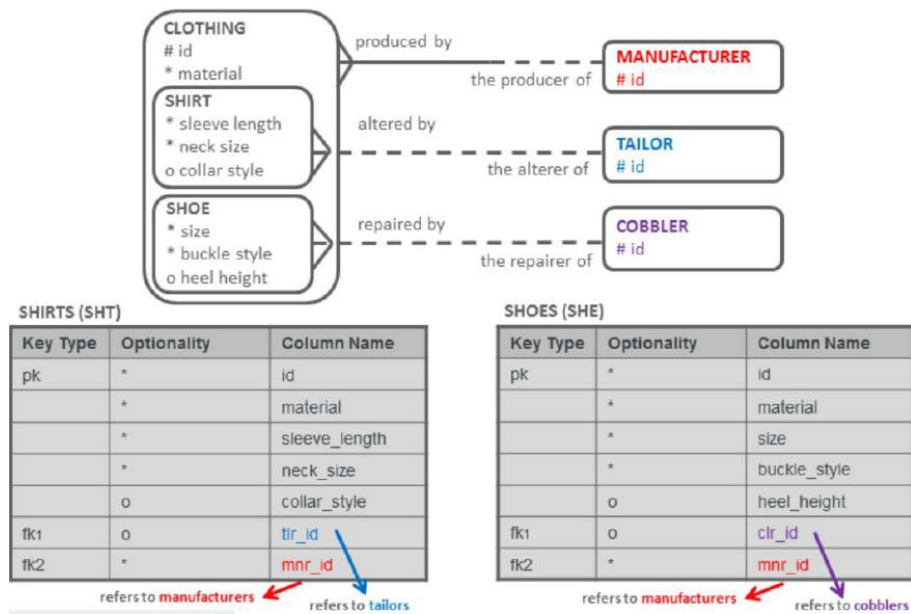 CLOTHING
# id
* material
produced by
the producer of
MANUFACTURER
# id
SHIRT
* sleeve length
* neck size
o collar style
altered by
the alterer of
TAILOR
# id
SHOE
* size
* buckle style
o heel height
repaired by
the repairer of
COBBLER
# id
SHIRTS (SHT)
Key Type Optionality Column Name
pk * id
* material
* sleeve_length
* neck_size
o collar_style
fk1 o tlr_id
fk2 * mnr_id
refers to manufacturers
refers to tailors
SHOES (SHE)
Key Type Optionality Column Name
pk * id
* material
* size
* buckle_style
o heel_height
fk1 o clr_id
fk2 * mnr_id
refers to manufacturers
refers to cobblers